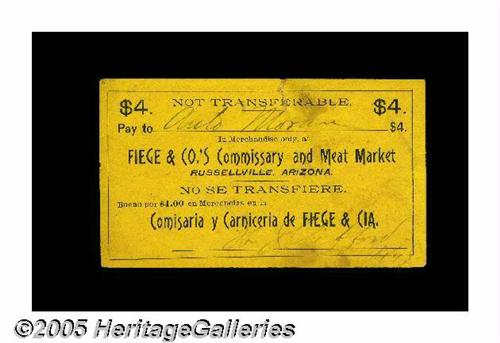 $4. NOT TRANSFERABLE. $4.
Pay to $4.
In Merchandise only, at
FIEGE & CO.'S Commissary and Meat Market
RUSSELLVILLE, ARIZONA.
NO SE TRANSFIERE.
Bueno por $4.00 en Mercancias en la
Comisaria y Carniceria de FIEGE & CIA.
©2005 HeritageGalleries